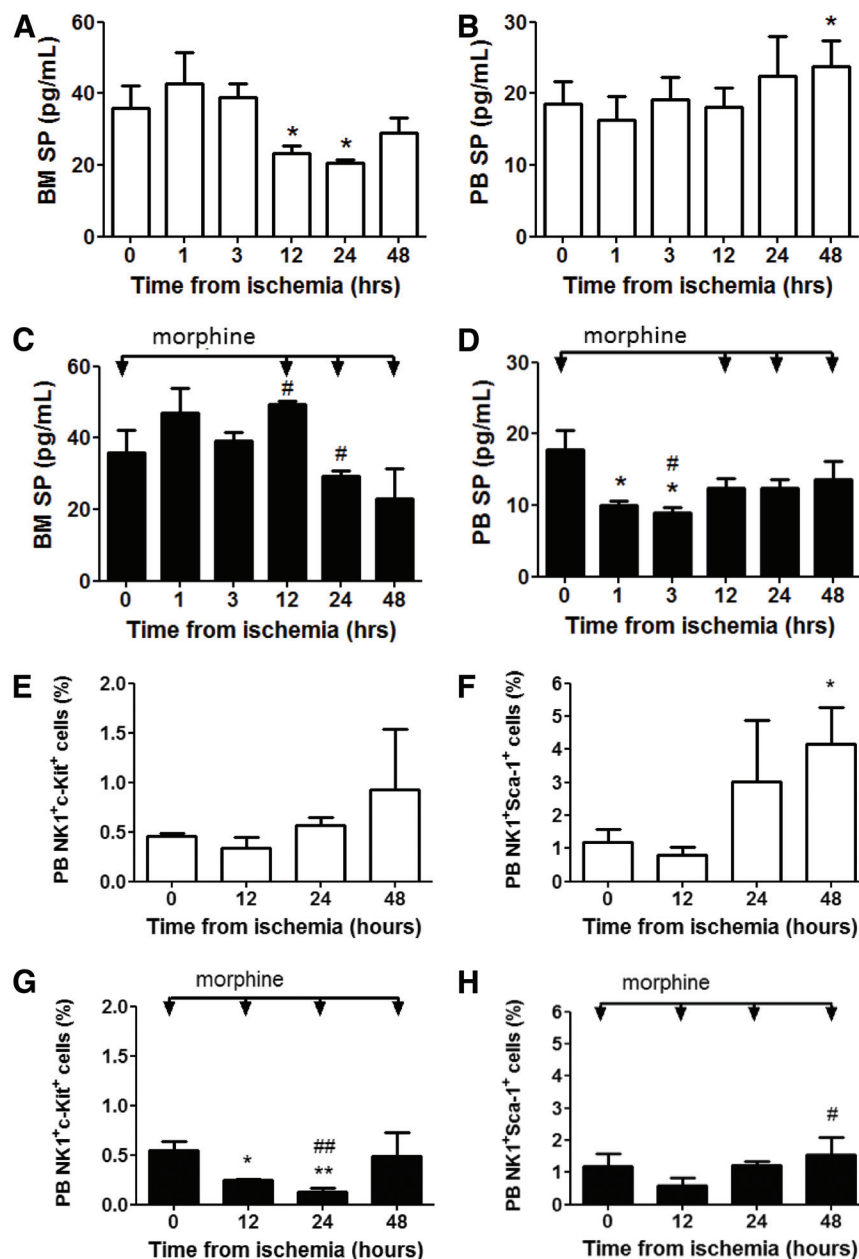 A
BM SP (pg/mL)
60
40
20
0
*
*
0 1 3 12 24 48
Time from ischemia (hrs)
B
PB SP (pg/mL)
30
20
10
0
*
0 1 3 12 24 48
Time from ischemia (hrs)
C
morphine
BM SP (pg/mL)
60
40
20
0
#
#
0 1 3 12 24 48
Time from ischemia (hrs)
D
morphine
PB SP (pg/mL)
30
20
10
0
*
#
*
0 1 3 12 24 48
Time from ischemia (hrs)
E
PB NK1+c-Kit+ cells (%)
2.0
1.5
1.0
0.5
0.0
0 12 24 48
Time from ischemia (hours)
F
PB NK1+Sca-1+ cells (%)
6
5
4
3
2
1
0
*
0 12 24 48
Time from ischemia (hours)
G
morphine
PB NK1+c-Kit+ cells (%)
2.0
1.5
1.0
0.5
0.0
*
##
**
0 12 24 48
Time from ischemia (hours)
H
morphine
PB NK1+Sca-1+ cells (%)
6
5
4
3
2
1
0
#
0 12 24 48
Time from ischemia (hours)